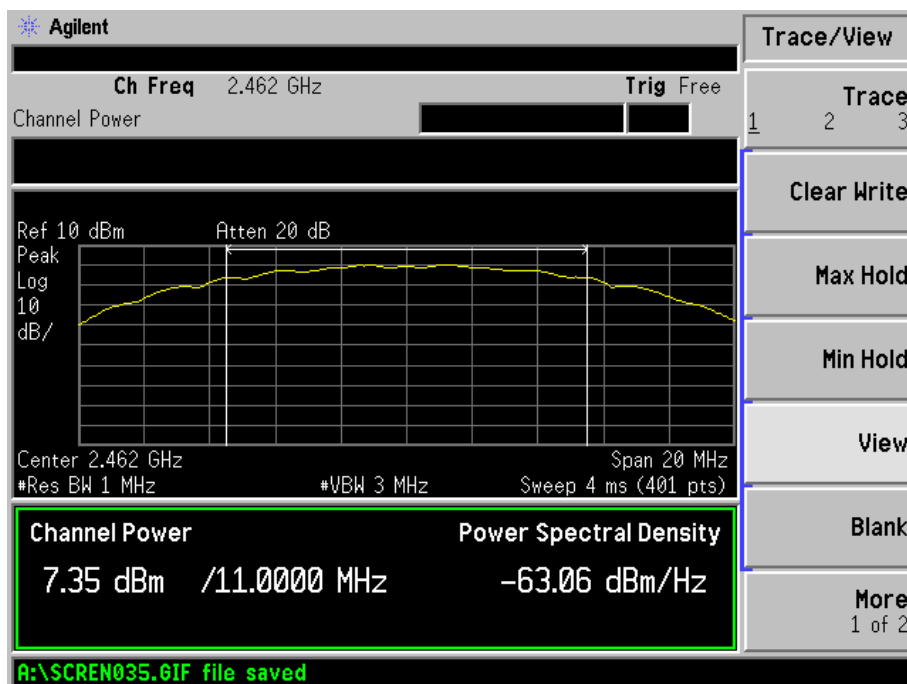 Agilent
Trace/View
Ch Freq 2.462 GHz Trig Free
Channel Power
Trace
1 2 3
Clear Write
Ref 10 dBm Atten 20 dB
Peak
Log
10
dB/
Max Hold
Min Hold
View
Center 2.462 GHz Span 20 MHz
#Res BW 1 MHz #VBW 3 MHz Sweep 4 ms (401 pts)
Blank
Channel Power Power Spectral Density
7.35 dBm /11.0000 MHz -63.06 dBm/Hz
More
1 of 2
A:\SCREN035.GIF file saved